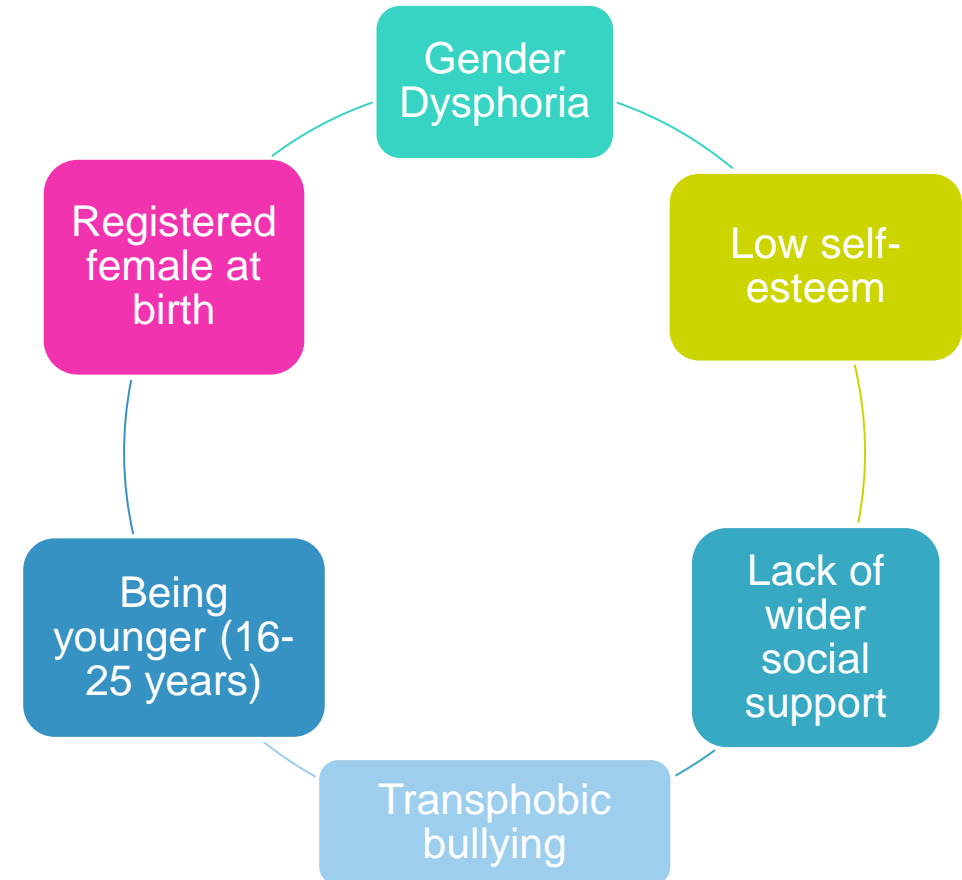 Gender
Dysphoria
Low self-
esteem
Lack of
wider
social
support
Transphobic
bullying
Being
younger (16-
25 years)
Registered
female at
birth